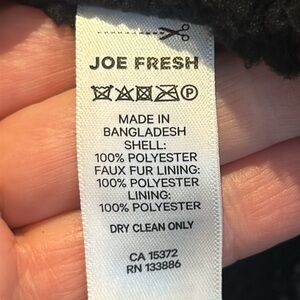 JOE FRESH
P
MADE IN
BANGLADESH
SHELL:
100% POLYESTER
FAUX FUR LINING:
100% POLYESTER
LINING:
100% POLYESTER
DRY CLEAN ONLY
CA 15372
RN 133886